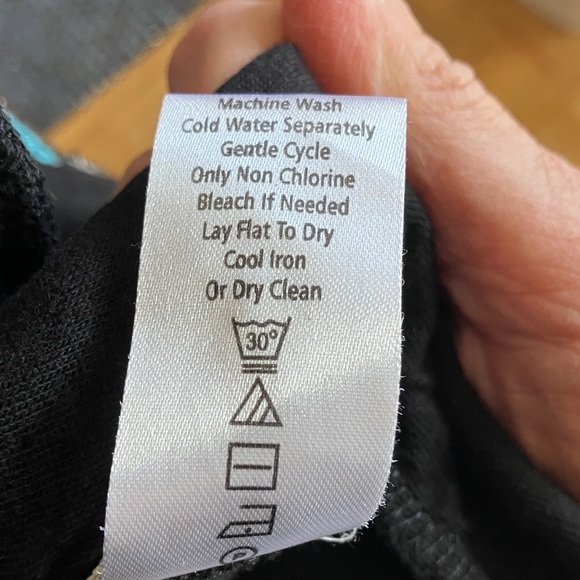 Machine Wash
Cold Water Separately
Gentle Cycle
Only Non Chlorine
Bleach If Needed
Lay Flat To Dry
Cool Iron
Or Dry Clean
30°
P